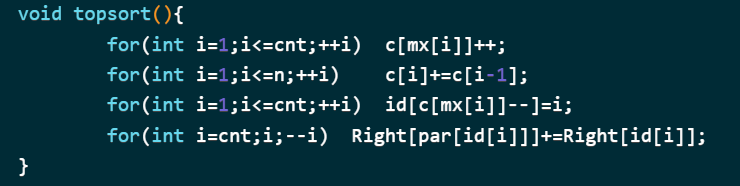 void topsort(){
for(int i=1;i<=cnt;++i)  c[mx[i]]++;
for(int i=1;i<=n;++i)    c[i]+=c[i-1];
for(int i=1;i<=cnt;++i)  id[c[mx[i]]--]=i;
for(int i=cnt;i;--i)  Right[par[id[i]]]+=Right[id[i]];
}